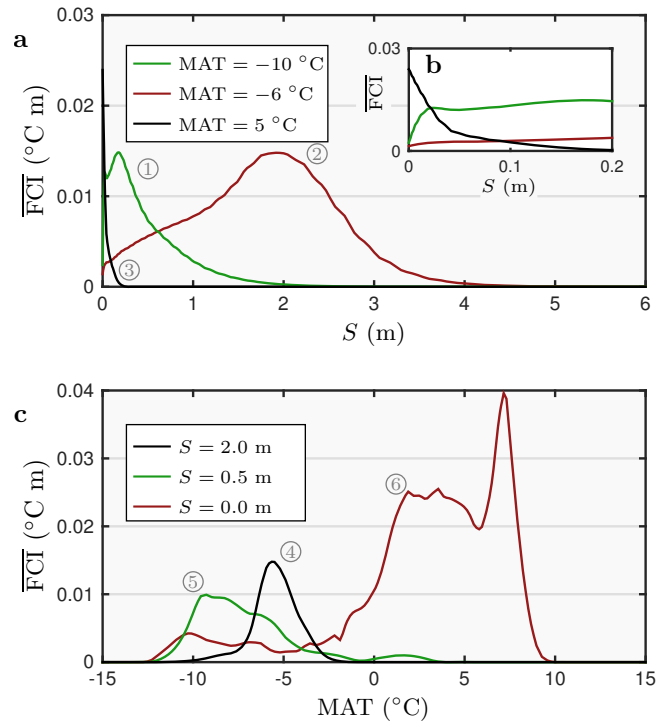 a
0.03
0.02
0.01
0
F̅C̅I̅ (°C m)
MAT = −10 °C
MAT = −6 °C
MAT = 5 °C
b
0.03
0
F̅C̅I̅
0 0.1 0.2
S (m)
①
②
③
0 1 2 3 4 5 6
S (m)
c
0.04
0.03
0.02
0.01
0
F̅C̅I̅ (°C m)
S = 2.0 m
S = 0.5 m
S = 0.0 m
⑥
④
⑤
-15 -10 -5 0 5 10 15
MAT (°C)